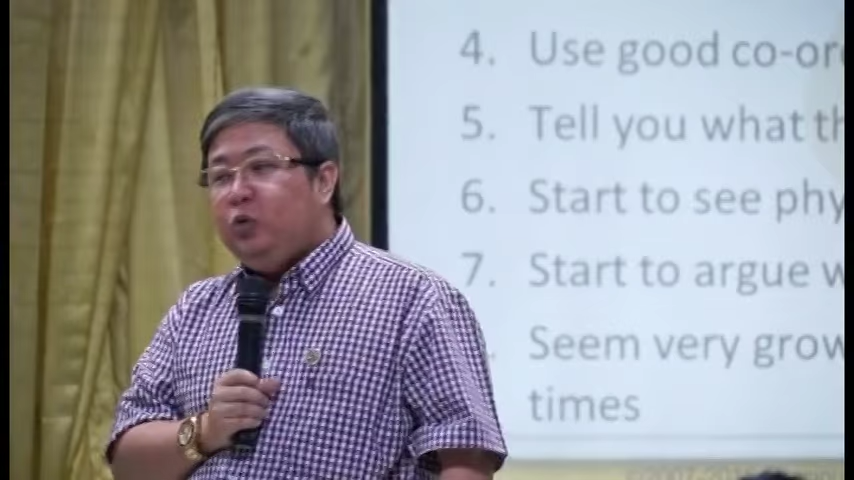 4. Use good co-or
5. Tell you what th
6. Start to see phy
7. Start to argue w
Seem very grow
times